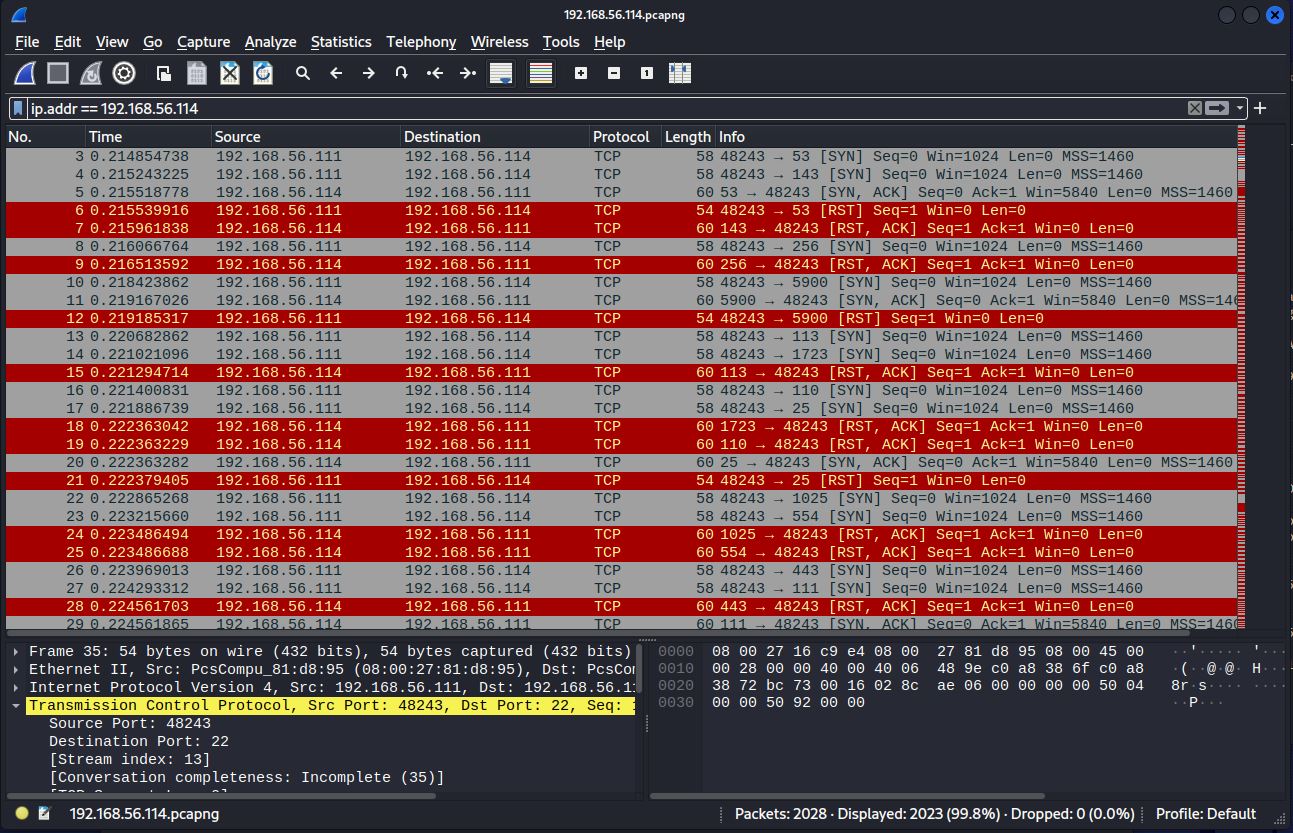 192.168.56.114.pcapng
File Edit View Go Capture Analyze Statistics Telephony Wireless Tools Help
ip.addr == 192.168.56.114
No. Time Source Destination Protocol Length Info
3 0.214854738 192.168.56.111 192.168.56.114 TCP 58 48243 → 53 [SYN] Seq=0 Win=1024 Len=0 MSS=1460
4 0.215243225 192.168.56.111 192.168.56.114 TCP 58 48243 → 143 [SYN] Seq=0 Win=1024 Len=0 MSS=1460
5 0.215518778 192.168.56.114 192.168.56.111 TCP 60 53 → 48243 [SYN, ACK] Seq=0 Ack=1 Win=5840 Len=0 MSS=1460
6 0.215539916 192.168.56.111 192.168.56.114 TCP 54 48243 → 53 [RST] Seq=1 Win=0 Len=0
7 0.215961838 192.168.56.114 192.168.56.111 TCP 60 143 → 48243 [RST, ACK] Seq=1 Ack=1 Win=0 Len=0
8 0.216066764 192.168.56.111 192.168.56.114 TCP 58 48243 → 256 [SYN] Seq=0 Win=1024 Len=0 MSS=1460
9 0.216513592 192.168.56.114 192.168.56.111 TCP 60 256 → 48243 [RST, ACK] Seq=1 Ack=1 Win=0 Len=0
10 0.218423862 192.168.56.111 192.168.56.114 TCP 58 48243 → 5900 [SYN] Seq=0 Win=1024 Len=0 MSS=1460
11 0.219167026 192.168.56.114 192.168.56.111 TCP 60 5900 → 48243 [SYN, ACK] Seq=0 Ack=1 Win=5840 Len=0 MSS=146
12 0.219185317 192.168.56.111 192.168.56.114 TCP 54 48243 → 5900 [RST] Seq=1 Win=0 Len=0
13 0.220682862 192.168.56.111 192.168.56.114 TCP 58 48243 → 113 [SYN] Seq=0 Win=1024 Len=0 MSS=1460
14 0.221021096 192.168.56.111 192.168.56.114 TCP 58 48243 → 1723 [SYN] Seq=0 Win=1024 Len=0 MSS=1460
15 0.221294714 192.168.56.114 192.168.56.111 TCP 60 113 → 48243 [RST, ACK] Seq=1 Ack=1 Win=0 Len=0
16 0.221400831 192.168.56.111 192.168.56.114 TCP 58 48243 → 110 [SYN] Seq=0 Win=1024 Len=0 MSS=1460
17 0.221886739 192.168.56.111 192.168.56.114 TCP 58 48243 → 25 [SYN] Seq=0 Win=1024 Len=0 MSS=1460
18 0.222363042 192.168.56.114 192.168.56.111 TCP 60 1723 → 48243 [RST, ACK] Seq=1 Ack=1 Win=0 Len=0
19 0.222363229 192.168.56.114 192.168.56.111 TCP 60 110 → 48243 [RST, ACK] Seq=1 Ack=1 Win=0 Len=0
20 0.222363282 192.168.56.114 192.168.56.111 TCP 60 25 → 48243 [SYN, ACK] Seq=0 Ack=1 Win=5840 Len=0 MSS=1460
21 0.222379405 192.168.56.111 192.168.56.114 TCP 54 48243 → 25 [RST] Seq=1 Win=0 Len=0
22 0.222865268 192.168.56.111 192.168.56.114 TCP 58 48243 → 1025 [SYN] Seq=0 Win=1024 Len=0 MSS=1460
23 0.223215660 192.168.56.111 192.168.56.114 TCP 58 48243 → 554 [SYN] Seq=0 Win=1024 Len=0 MSS=1460
24 0.223486494 192.168.56.114 192.168.56.111 TCP 60 1025 → 48243 [RST, ACK] Seq=1 Ack=1 Win=0 Len=0
25 0.223486688 192.168.56.114 192.168.56.111 TCP 60 554 → 48243 [RST, ACK] Seq=1 Ack=1 Win=0 Len=0
26 0.223969013 192.168.56.111 192.168.56.114 TCP 58 48243 → 443 [SYN] Seq=0 Win=1024 Len=0 MSS=1460
27 0.224293312 192.168.56.111 192.168.56.114 TCP 58 48243 → 111 [SYN] Seq=0 Win=1024 Len=0 MSS=1460
28 0.224561703 192.168.56.114 192.168.56.111 TCP 60 443 → 48243 [RST, ACK] Seq=1 Ack=1 Win=0 Len=0
29 0.224561865 192.168.56.114 192.168.56.111 TCP 60 111 → 48243 [SYN, ACK] Seq=0 Ack=1 Win=5840 Len=0 MSS=146
Frame 35: 54 bytes on wire (432 bits), 54 bytes captured (432 bits)
Ethernet II, Src: PcsCompu_81:d8:95 (08:00:27:81:d8:95), Dst: PcsCom
Internet Protocol Version 4, Src: 192.168.56.111, Dst: 192.168.56.11
Transmission Control Protocol, Src Port: 48243, Dst Port: 22, Seq: 1
Source Port: 48243
Destination Port: 22
[Stream index: 13]
[Conversation completeness: Incomplete (35)]
0000 08 00 27 16 c9 e4 08 00 27 81 d8 95 08 00 45 00 ··'····· '·····E·
0010 00 28 00 00 40 00 40 06 48 9e c0 a8 38 6f c0 a8 ·(··@·@· H···8o··
0020 38 72 bc 73 00 16 02 8c ae 06 00 00 00 00 50 04 8r·s···· ······P·
0030 00 00 50 92 00 00 ··P···
192.168.56.114.pcapng
Packets: 2028 · Displayed: 2023 (99.8%) · Dropped: 0 (0.0%)
Profile: Default